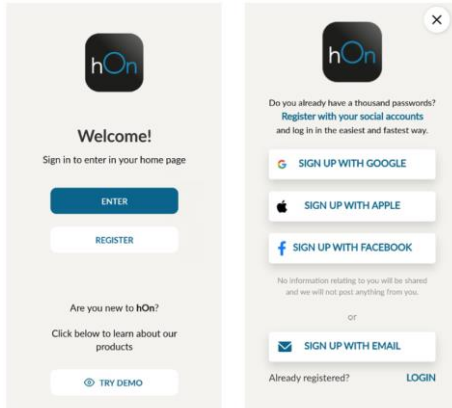 hOn
Welcome!
Sign in to enter in your home page
ENTER
REGISTER
Are you new to hOn?
Click below to learn about our
products
TRY DEMO
hOn
Do you already have a thousand passwords?
Register with your social accounts
and log in in the easiest and fastest way.
SIGN UP WITH GOOGLE
SIGN UP WITH APPLE
SIGN UP WITH FACEBOOK
No information relating to you will be shared
and we will not post anything from you.
or
SIGN UP WITH EMAIL
Already registered? LOGIN